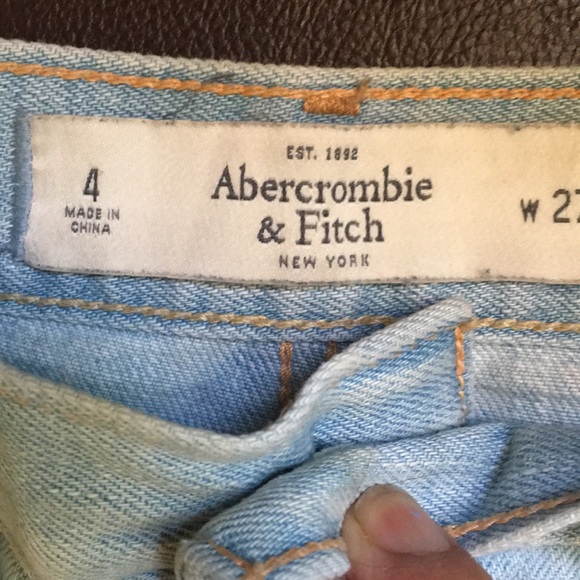 4
MADE IN
CHINA
EST. 1892
Abercrombie
& Fitch
NEW YORK
W 27